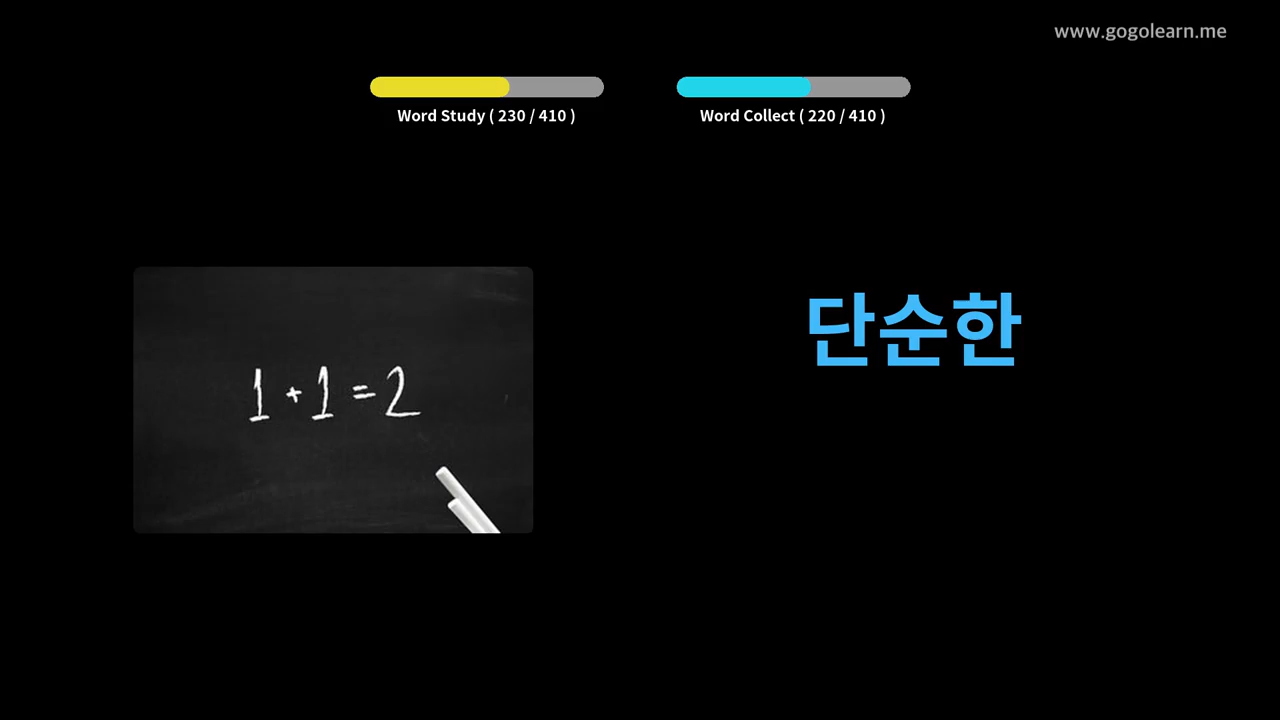 www.gogolearn.me
Word Study ( 230 / 410 )
Word Collect ( 220 / 410 )
단순한
1 + 1 = 2